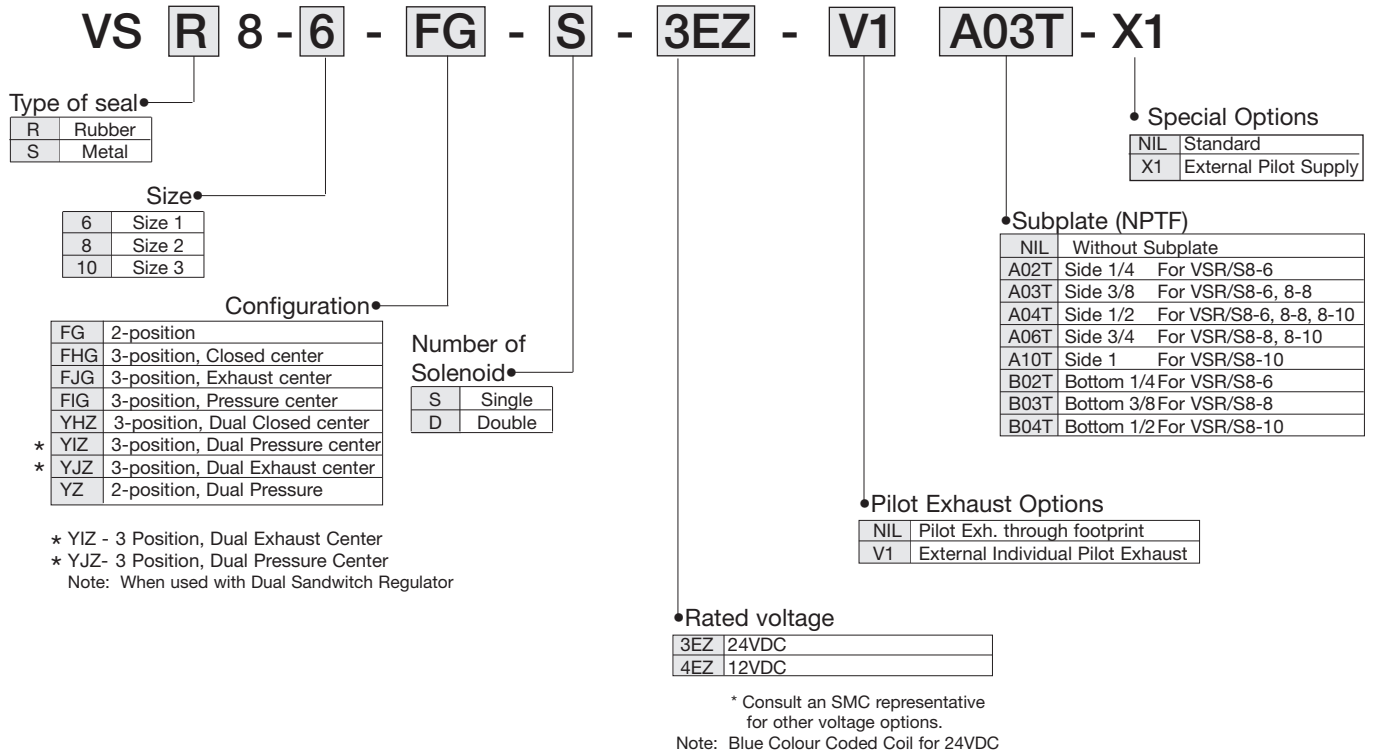 VS R 8 - 6 - FG - S - 3EZ - V1 A03T - X1
Type of seal
R Rubber
S Metal
Size
6 Size 1
8 Size 2
10 Size 3
Configuration
FG 2-position
FHG 3-position, Closed center
FJG 3-position, Exhaust center
FIG 3-position, Pressure center
YHZ 3-position, Dual Closed center
* YIZ 3-position, Dual Pressure center
* YJZ 3-position, Dual Exhaust center
YZ 2-position, Dual Pressure
* YIZ - 3 Position, Dual Exhaust Center
* YJZ- 3 Position, Dual Pressure Center
Note: When used with Dual Sandwitch Regulator
Number of
Solenoid
S Single
D Double
Rated voltage
3EZ 24VDC
4EZ 12VDC
* Consult an SMC representative
for other voltage options.
Note: Blue Colour Coded Coil for 24VDC
Pilot Exhaust Options
NIL Pilot Exh. through footprint
V1 External Individual Pilot Exhaust
Subplate (NPTF)
NIL Without Subplate
A02T Side 1/4 For VSR/S8-6
A03T Side 3/8 For VSR/S8-6, 8-8
A04T Side 1/2 For VSR/S8-6, 8-8, 8-10
A06T Side 3/4 For VSR/S8-8, 8-10
A10T Side 1 For VSR/S8-10
B02T Bottom 1/4 For VSR/S8-6
B03T Bottom 3/8 For VSR/S8-8
B04T Bottom 1/2 For VSR/S8-10
Special Options
NIL Standard
X1 External Pilot Supply